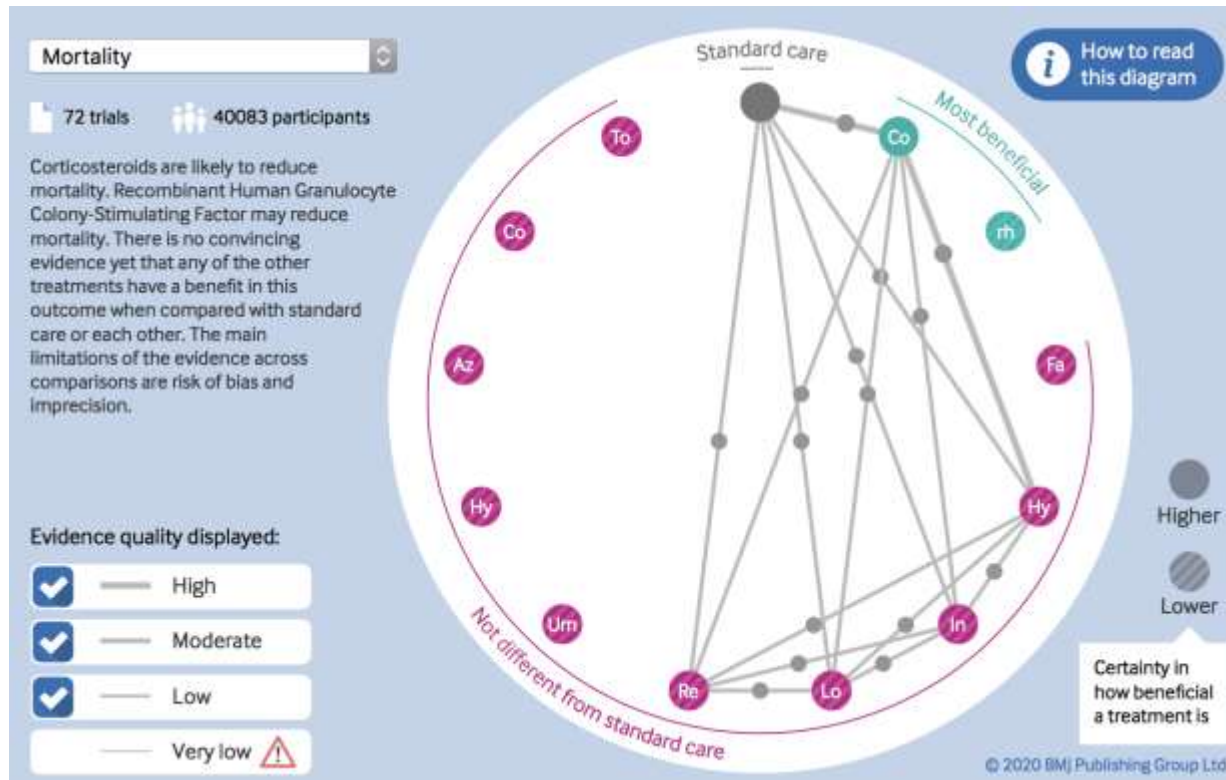 Mortality
72 trials
40083 participants
Corticosteroids are likely to reduce
mortality. Recombinant Human Granulocyte
Colony-Stimulating Factor may reduce
mortality. There is no convincing
evidence yet that any of the other
treatments have a benefit in this
outcome when compared with standard
care or each other. The main
limitations of the evidence across
comparisons are risk of bias and
imprecision.
Evidence quality displayed:
High
Moderate
Low
Very low
Standard care
Most beneficial
Co
rh
Fa
Hy
In
Lo
Re
Um
Hy
Az
Co
To
Not different from standard care
i
How to read
this diagram
Higher
Lower
Certainty in
how beneficial
a treatment is
© 2020 BMJ Publishing Group Ltd